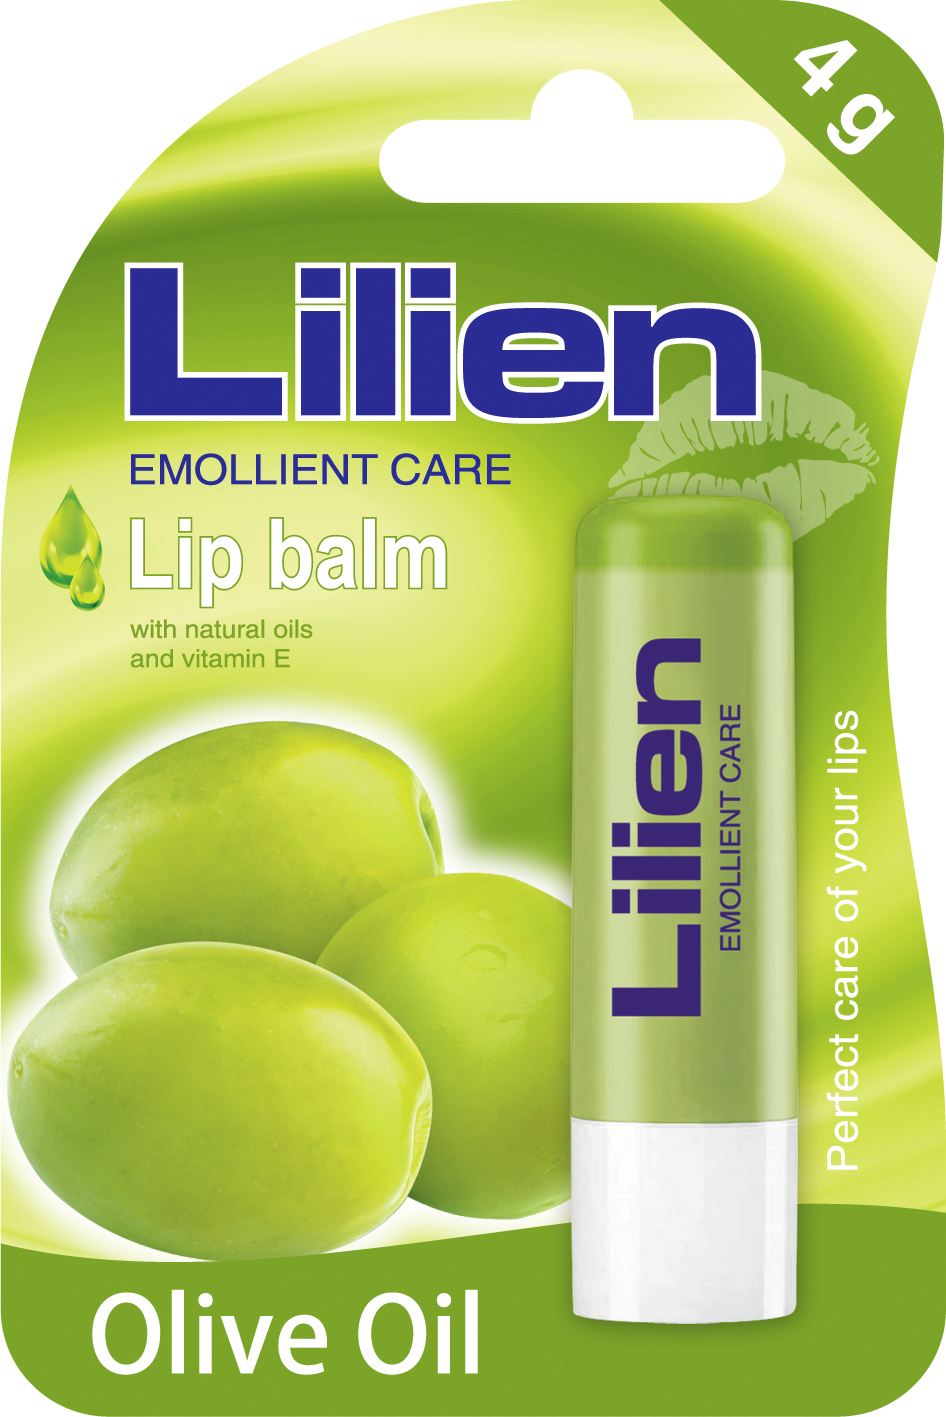 4 g
Lilien
EMOLLIENT CARE
Lip balm
with natural oils
and vitamin E
Lilien
EMOLLIENT CARE
Perfect care of your lips
Olive Oil